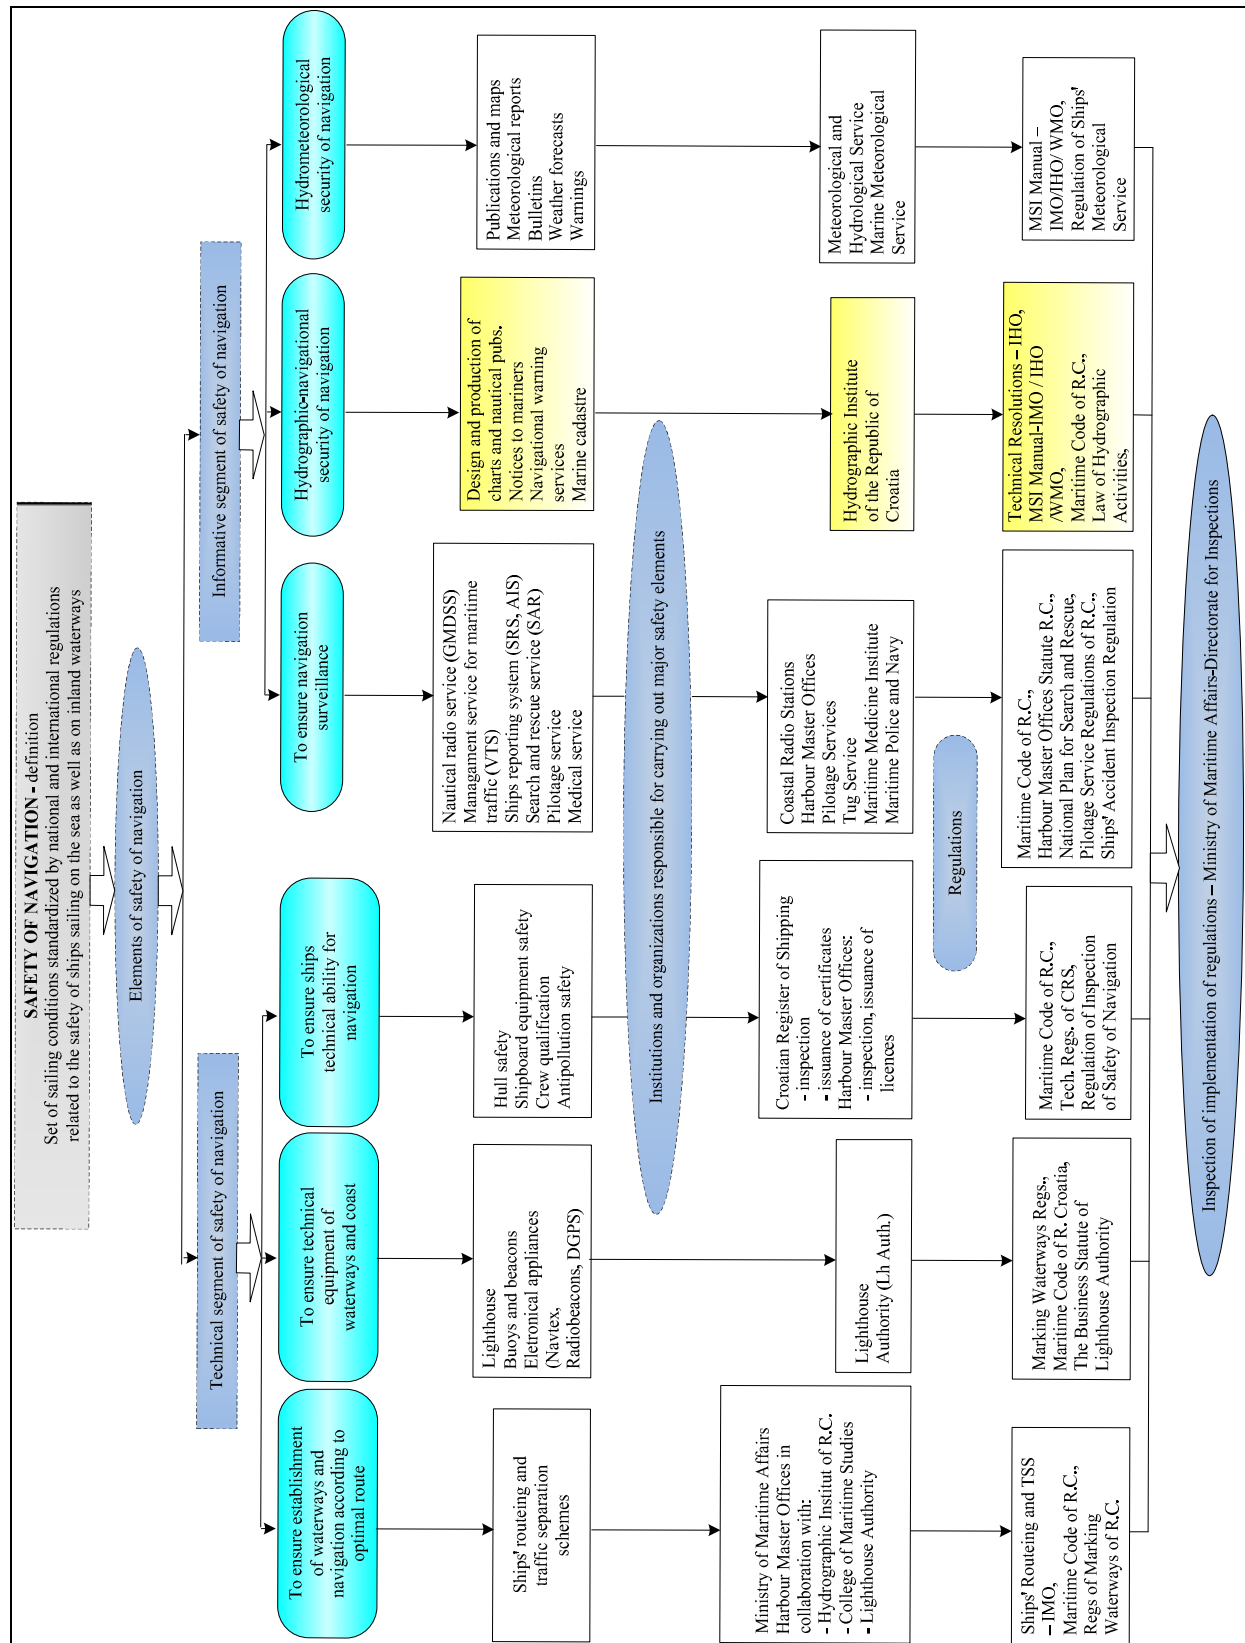 SAFETY OF NAVIGATION - definition
Set of sailing conditions standardized by national and international regulations
related to the safety of ships sailing on the sea as well as on inland waterways
Elements of safety of navigation
Technical segment of safety of navigation
Informative segment of safety of navigation
To ensure establishment
of waterways and
navigation according to
optimal route
To ensure technical
equipment of
waterways and coast
To ensure ships
technical ability for
navigation
To ensure navigation
surveillance
Hydrographic-navigational
security of navigation
Hydrometeorological
security of navigation
Ships' routeing and
traffic separation
schemes
Lighthouse
Buoys and beacons
Eletronical appliances
(Navtex,
Radiobeacons, DGPS)
Hull safety
Shipboard equipment safety
Crew qualification
Antipollution safety
Nautical radio service (GMDSS)
Managament service for maritime
traffic (VTS)
Ships reporting system (SRS, AIS)
Search and rescue service (SAR)
Pilotage service
Medical service
Design and production of
charts and nautical pubs.
Notices to mariners
Navigational warning
services
Marine cadastre
Publications and maps
Meteorological reports
Bulletins
Weather forecasts
Warnings
Institutions and organizations responsible for carrying out major safety elements
Ministry of Maritime Affairs
Harbour Master Offices in
collaboration with:
- Hydrographic Institut of R.C.
- College of Maritime Studies
- Lighthouse Authority
Lighthouse
Authority (Lh Auth.)
Croatian Register of Shipping
- inspection
- issuance of certificates
Harbour Master Offices:
- inspection, issuance of
licences
Coastal Radio Stations
Harbour Master Offices
Pilotage Services
Tug Service
Maritime Medicine Institute
Maritime Police and Navy
Hydrographic Institute
of the Republic of
Croatia
Meteorological and
Hydrological Service
Marine Meteorological
Service
Regulations
Ships' Routeing and TSS
– IMO,
Maritime Code of R.C.,
Regs of Marking
Waterways of R.C.
Marking Waterways Regs.,
Maritime Code of R. Croatia,
The Business Statute of
Lighthouse Authority
Maritime Code of R.C.,
Tech. Regs. of CRS,
Regulation of Inspection
of Safety of Navigation
Maritime Code of R.C.,
Harbour Master Offices Statute R.C.,
National Plan for Search and Rescue,
Pilotage Service Regulations of R.C.,
Ships' Accident Inspection Regulation
Technical Resolutions – IHO,
MSI Manual-IMO / IHO
/WMO,
Maritime Code of R.C.,
Law of Hydrographic
Activities,
MSI Manual –
IMO/IHO/ WMO,
Regulation of Ships'
Meteorological
Service
Inspection of implementation of regulations – Ministry of Maritime Affairs-Directorate for Inspections